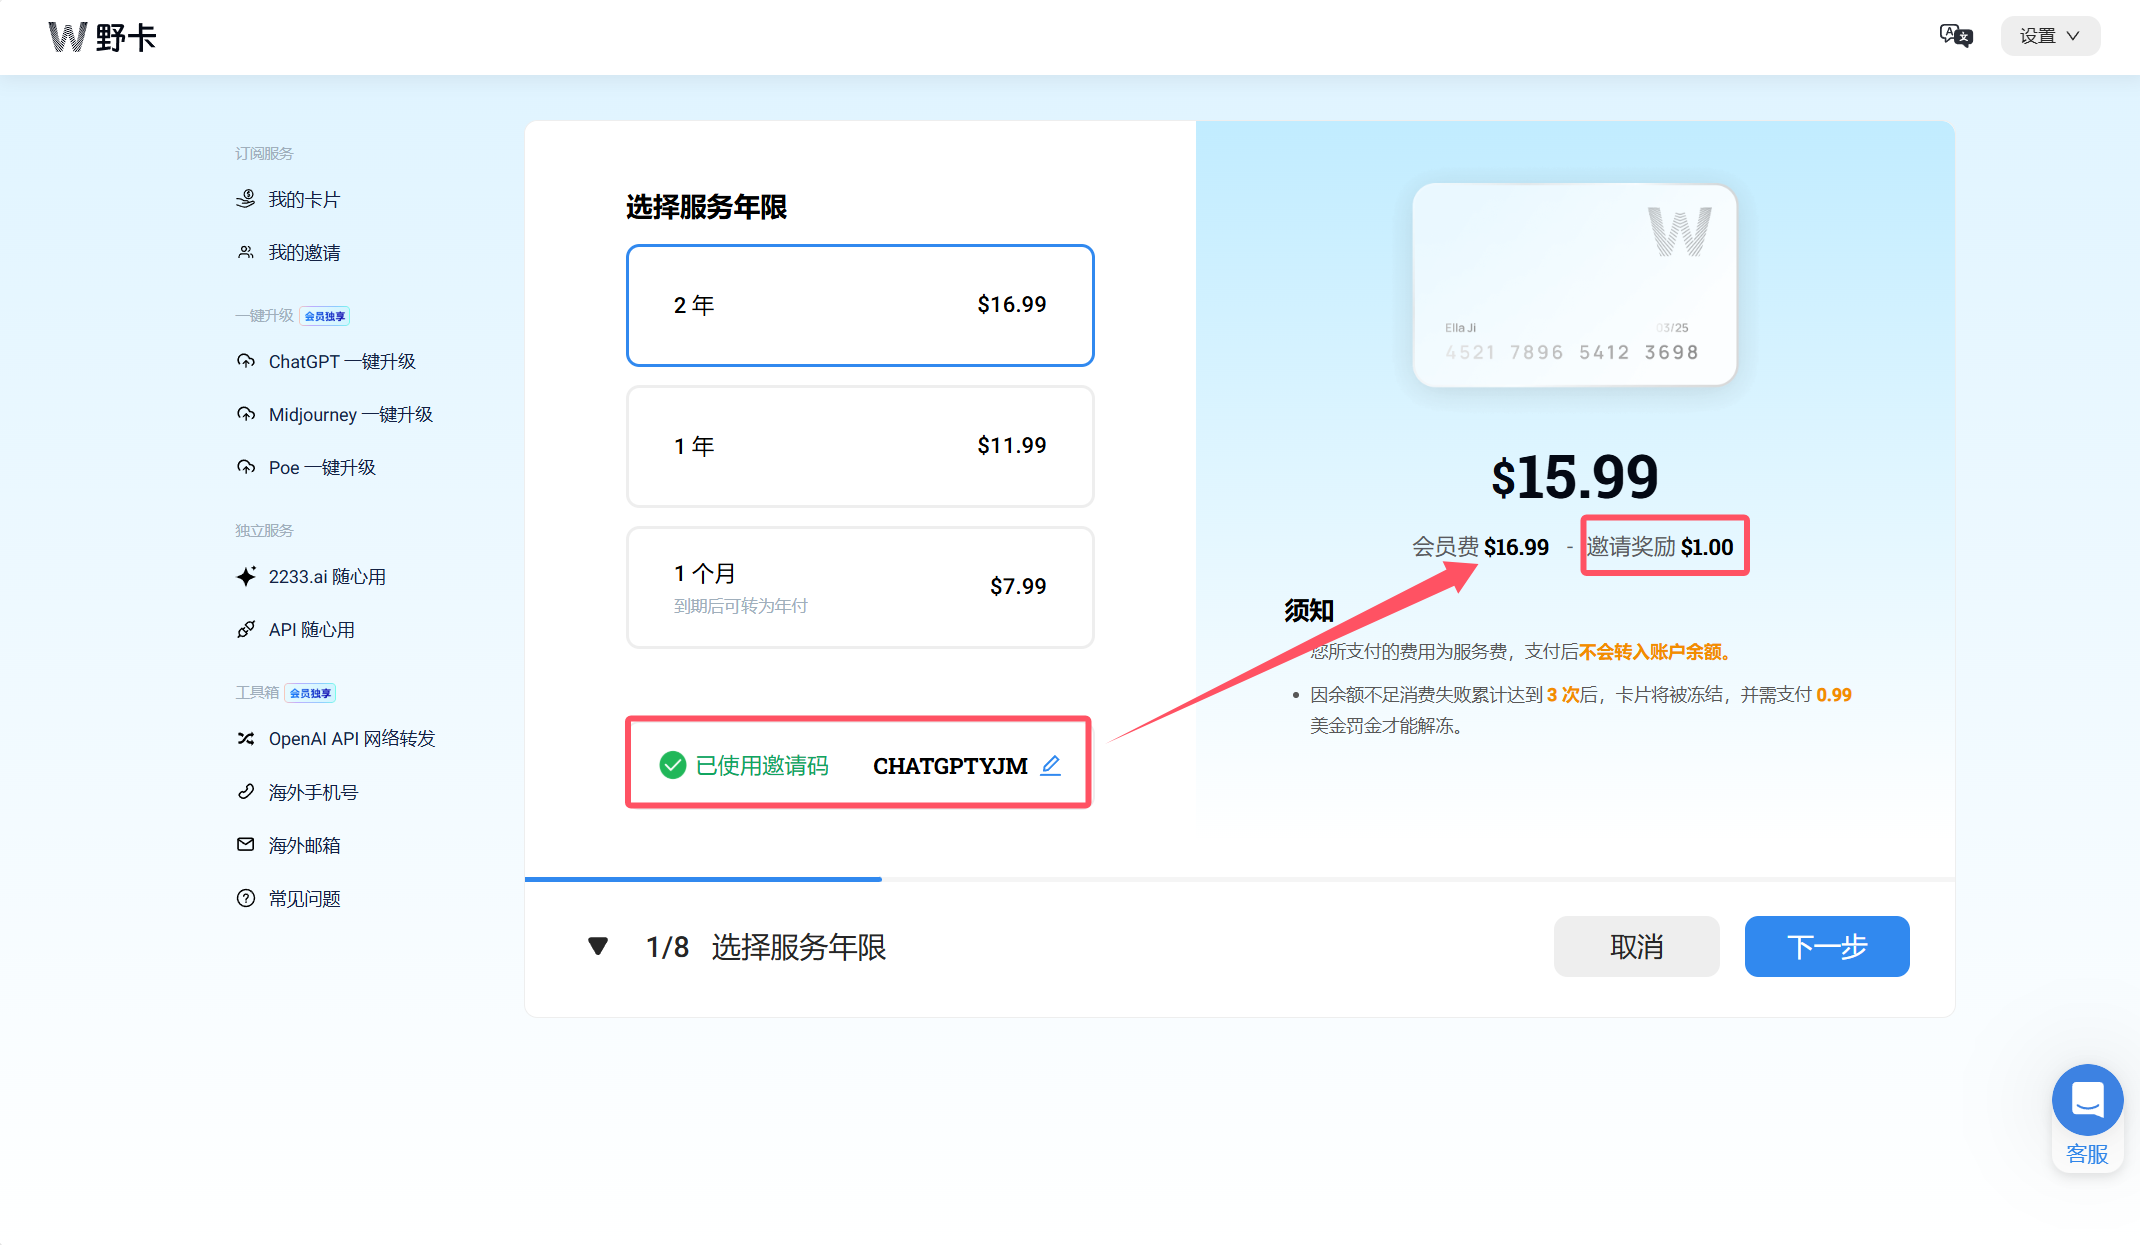 野卡
设置
订阅服务
我的卡片
我的邀请
一键升级 会员独享
ChatGPT 一键升级
Midjourney 一键升级
Poe 一键升级
独立服务
2233.ai 随心用
API 随心用
工具箱 会员独享
OpenAI API 网络转发
海外手机号
海外邮箱
常见问题
选择服务年限
2 年 $16.99
1 年 $11.99
1 个月
到期后可转为年付
$7.99
已使用邀请码 CHATGPTYJM
Ella Ji 03/25
4521 7896 5412 3698
$15.99
会员费 $16.99 - 邀请奖励 $1.00
须知
您所支付的费用为服务费，支付后不会转入账户余额。
因余额不足消费失败累计达到 3 次后，卡片将被冻结，并需支付 0.99
美金罚金才能解冻。
1/8 选择服务年限
取消
下一步
客服